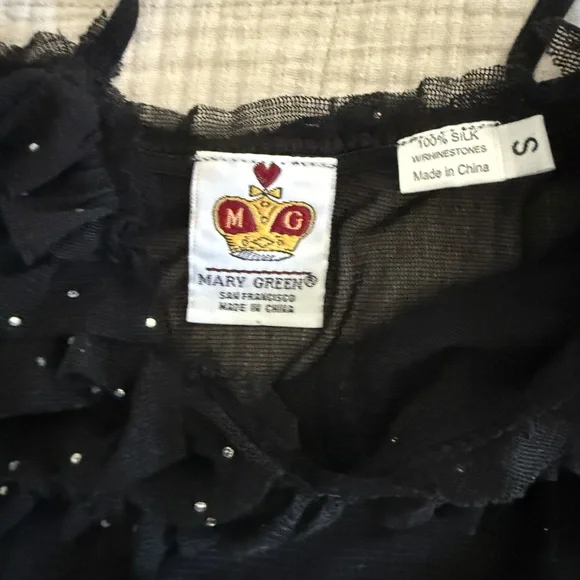 M G
MARY GREEN®
SAN FRANCISCO
MADE IN CHINA
100% SILK
W/RHINESTONES
Made in China
S